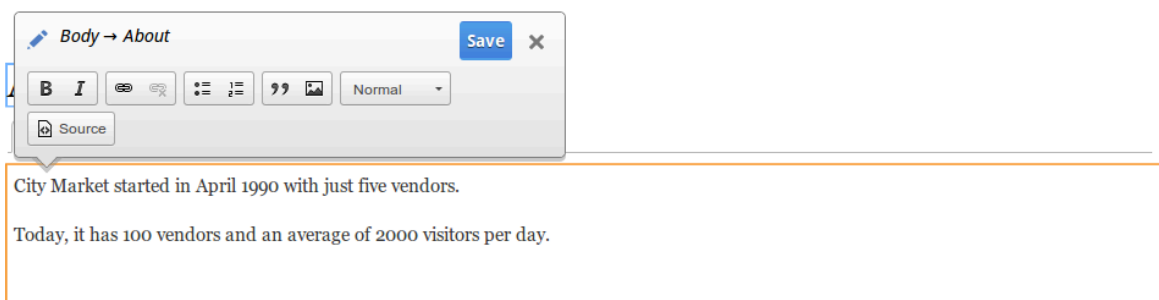 Body → About
Save
B I
Normal
Source
City Market started in April 1990 with just five vendors.
Today, it has 100 vendors and an average of 2000 visitors per day.